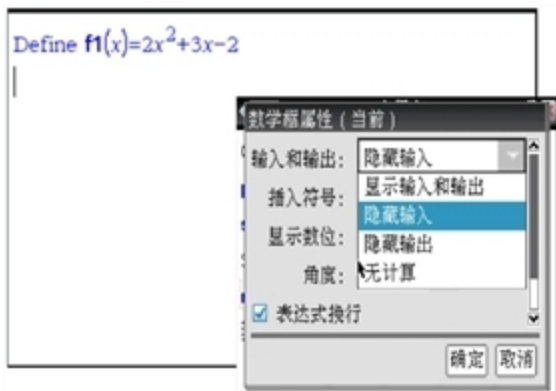 Define f1(x)=2x²+3x−2
数学框属性（当前）
输入和输出： 隐藏输入
显示输入和输出
插入符号：
隐藏输入
显示数位：
隐藏输出
角度：
无计算
表达式换行
确定 取消